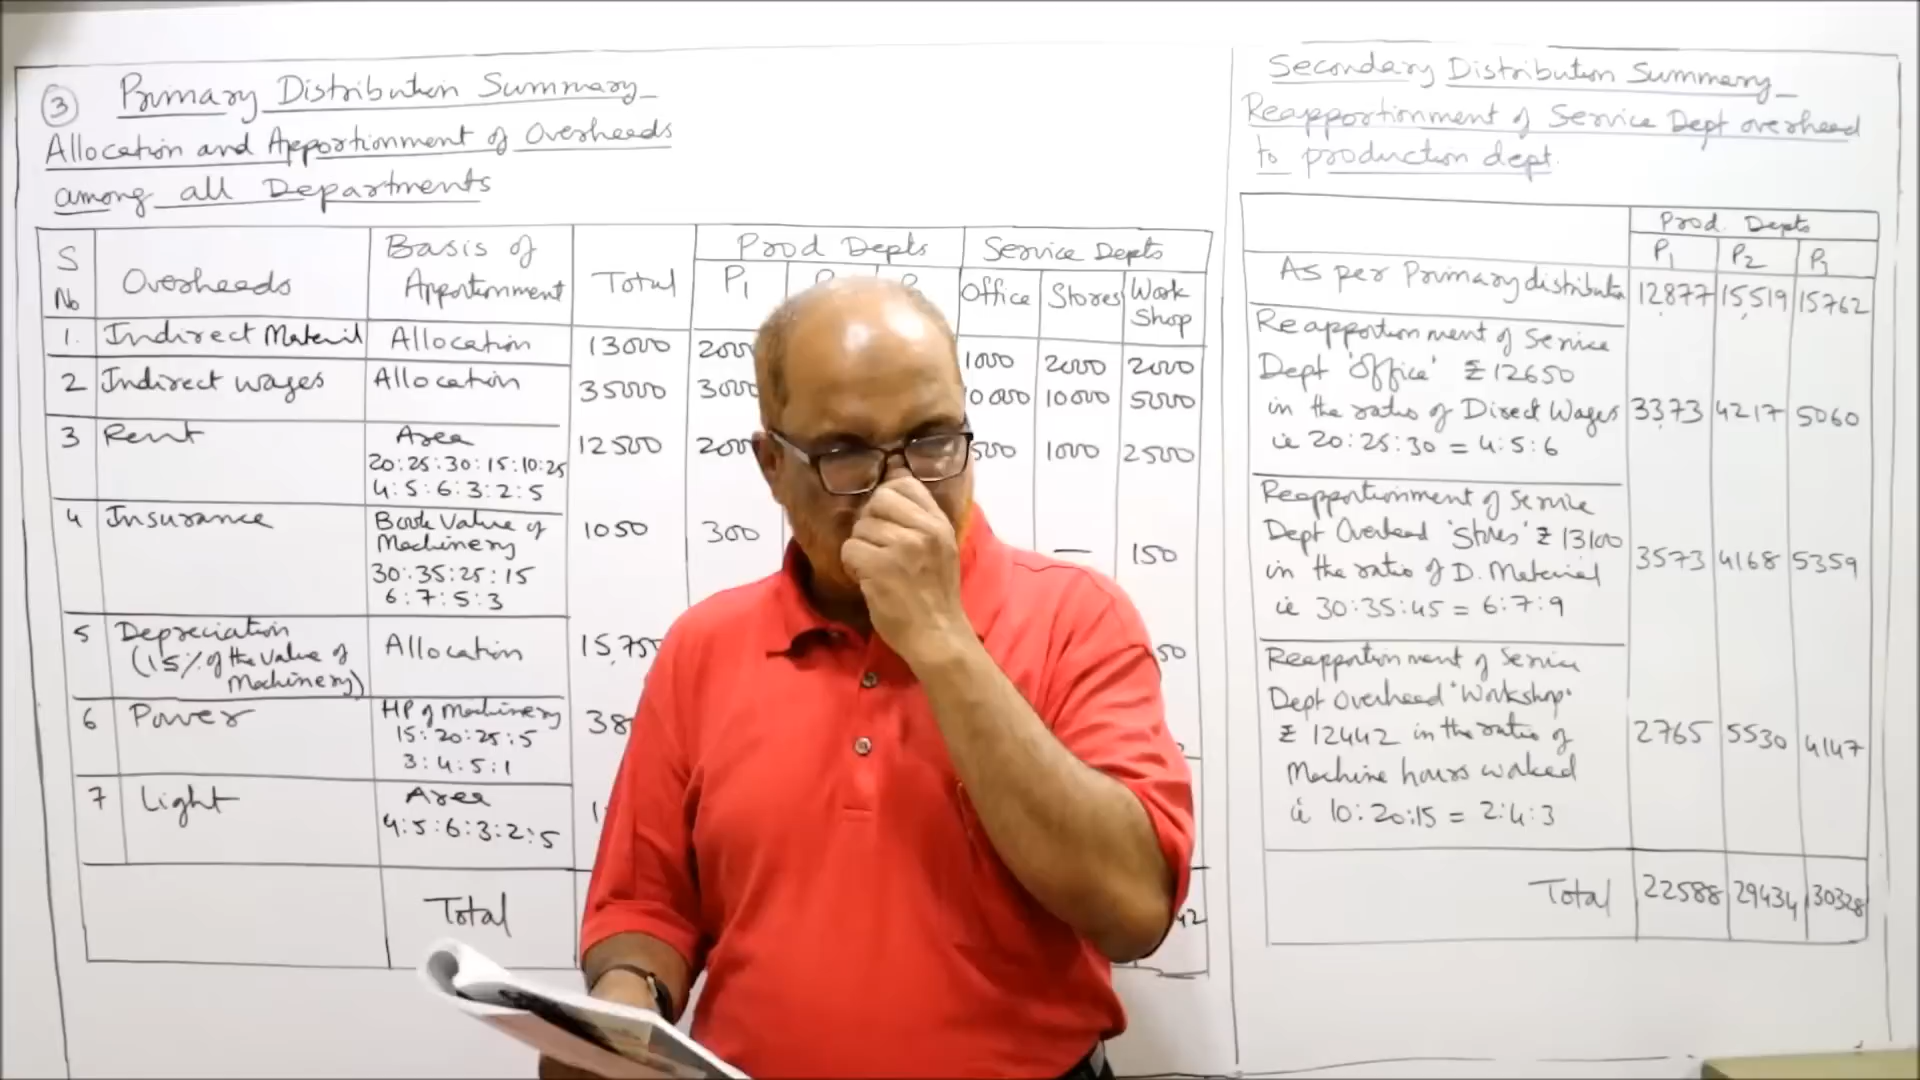 3 Primary Distribution Summary
Allocation and Apportionment of Overheads
among all Departments
S No Overheads Basis of Apportionment Total Prod Depts Service Depts
P1 Office Stores Work Shop
1. Indirect Material Allocation 13000 2000 1000 2000 2000
2 Indirect wages Allocation 35000 3000 10000 5000
3 Rent Area 12500 2000 1000 2500
20:25:30:15:10:25
4:5:6:3:2:5
4 Insurance Book Value of Machinery 1050 300 — 150
30:35:25:15
6:7:5:3
5 Depreciation Allocation 15,750
(15% of the value of
Machinery)
6 Power HP of Machinery
15:20:25:5
3:4:5:1
7 Light Area
4:5:6:3:2:5
Total
Secondary Distribution Summary
Reapportionment of Service Dept overhead
to production dept.
Prod. Depts
P1 P2 P3
As per Primary distribution 12,877 15,519 15762
Reapportionment of Service
Dept 'Office' ₹ 12650
in the ratio of Direct Wages 3373 4217 5060
ie 20:25:30 = 4:5:6
Reapportionment of Service
Dept Overhead 'Stores' ₹ 13100
in the ratio of D. Material 3573 4168 5359
ie 30:35:45 = 6:7:9
Reapportionment of Service
Dept Overhead 'Workshop'
₹ 12442 in the ratio of 2765 5530 4147
Machine hours worked
ie 10:20:15 = 2:4:3
Total 22588 29434 30328